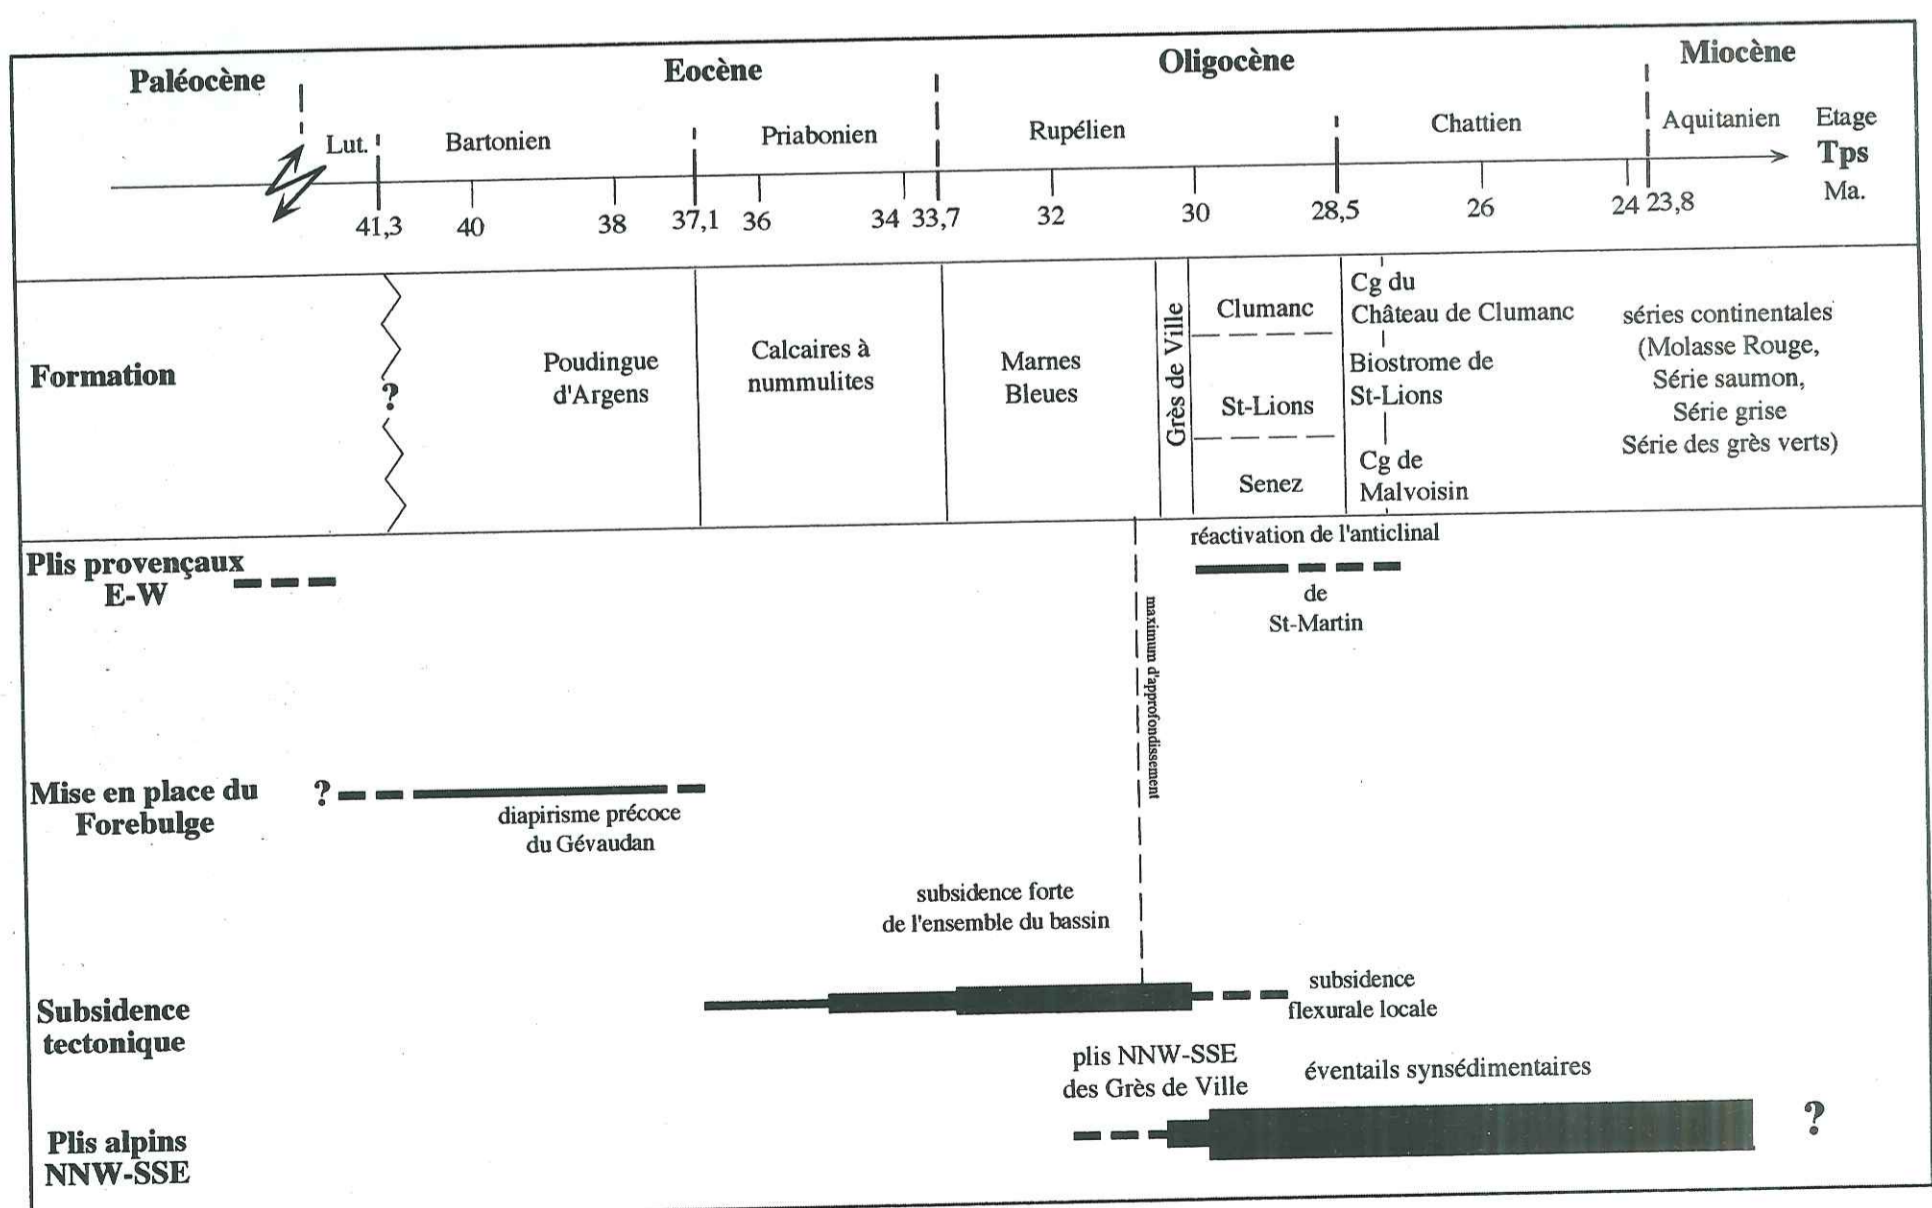 Paléocène
Eocène
Oligocène
Miocène
Lut.
Bartonien
Priabonien
Rupélien
Chattien
Aquitanien
Etage
Tps
Ma.
41,3
40
38
37,1
36
34
33,7
32
30
28,5
26
24
23,8
Formation
?
Poudingue
d'Argens
Calcaires à
nummulites
Marnes
Bleues
Grès de Ville
Clumanc
St-Lions
Senez
Cg du
Château de Clumanc
Biostrome de
St-Lions
Cg de
Malvoisin
séries continentales
(Molasse Rouge,
Série saumon,
Série grise
Série des grès verts)
Plis provençaux
E-W
réactivation de l'anticlinal
de
St-Martin
maximum d'approfondissement
Mise en place du
Forebulge
?
diapirisme précoce
du Gévaudan
subsidence forte
de l'ensemble du bassin
Subsidence
tectonique
subsidence
flexurale locale
plis NNW-SSE
des Grès de Ville
éventails synsédimentaires
Plis alpins
NNW-SSE
?